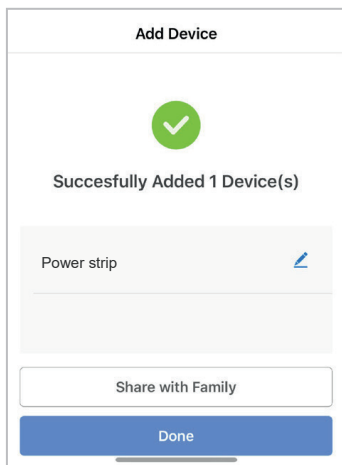 Add Device
Succesfully Added 1 Device(s)
Power strip
Share with Family
Done